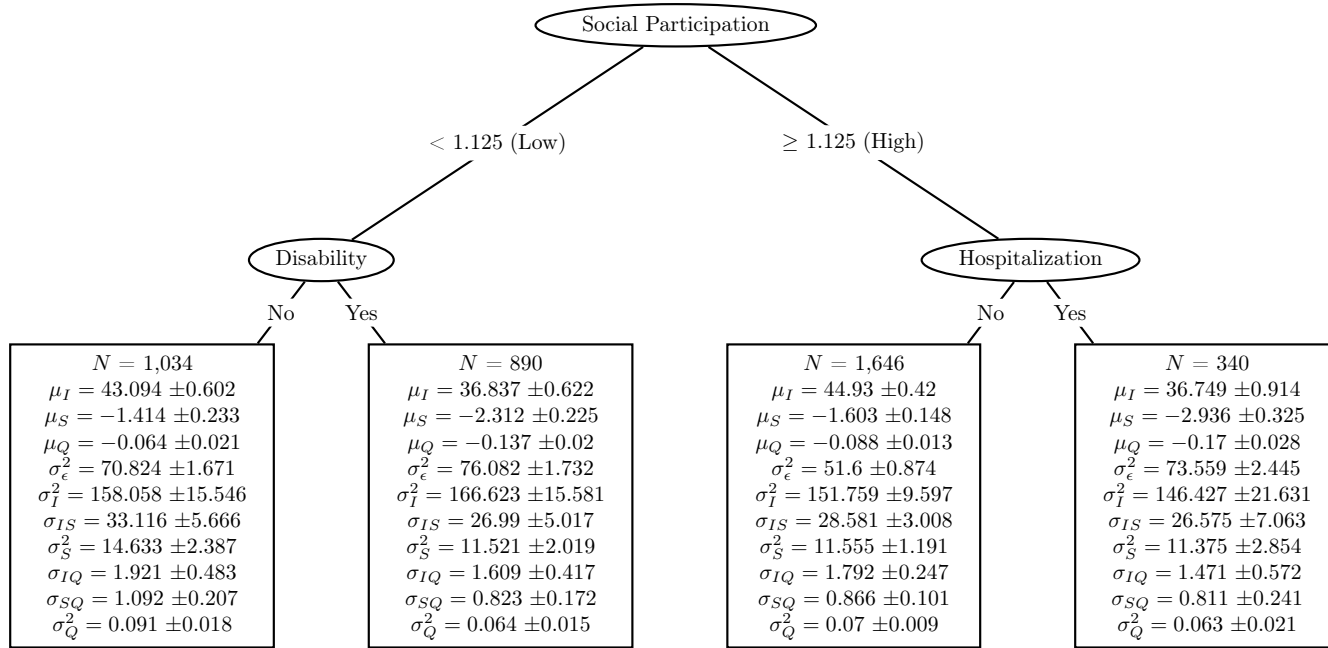 Social Participation
< 1.125 (Low)
≥ 1.125 (High)
Disability
Hospitalization
No
Yes
No
Yes
N = 1,034
μ_I = 43.094 ±0.602
μ_S = −1.414 ±0.233
μ_Q = −0.064 ±0.021
σ²_ϵ = 70.824 ±1.671
σ²_I = 158.058 ±15.546
σ_IS = 33.116 ±5.666
σ²_S = 14.633 ±2.387
σ_IQ = 1.921 ±0.483
σ_SQ = 1.092 ±0.207
σ²_Q = 0.091 ±0.018
N = 890
μ_I = 36.837 ±0.622
μ_S = −2.312 ±0.225
μ_Q = −0.137 ±0.02
σ²_ϵ = 76.082 ±1.732
σ²_I = 166.623 ±15.581
σ_IS = 26.99 ±5.017
σ²_S = 11.521 ±2.019
σ_IQ = 1.609 ±0.417
σ_SQ = 0.823 ±0.172
σ²_Q = 0.064 ±0.015
N = 1,646
μ_I = 44.93 ±0.42
μ_S = −1.603 ±0.148
μ_Q = −0.088 ±0.013
σ²_ϵ = 51.6 ±0.874
σ²_I = 151.759 ±9.597
σ_IS = 28.581 ±3.008
σ²_S = 11.555 ±1.191
σ_IQ = 1.792 ±0.247
σ_SQ = 0.866 ±0.101
σ²_Q = 0.07 ±0.009
N = 340
μ_I = 36.749 ±0.914
μ_S = −2.936 ±0.325
μ_Q = −0.17 ±0.028
σ²_ϵ = 73.559 ±2.445
σ²_I = 146.427 ±21.631
σ_IS = 26.575 ±7.063
σ²_S = 11.375 ±2.854
σ_IQ = 1.471 ±0.572
σ_SQ = 0.811 ±0.241
σ²_Q = 0.063 ±0.021